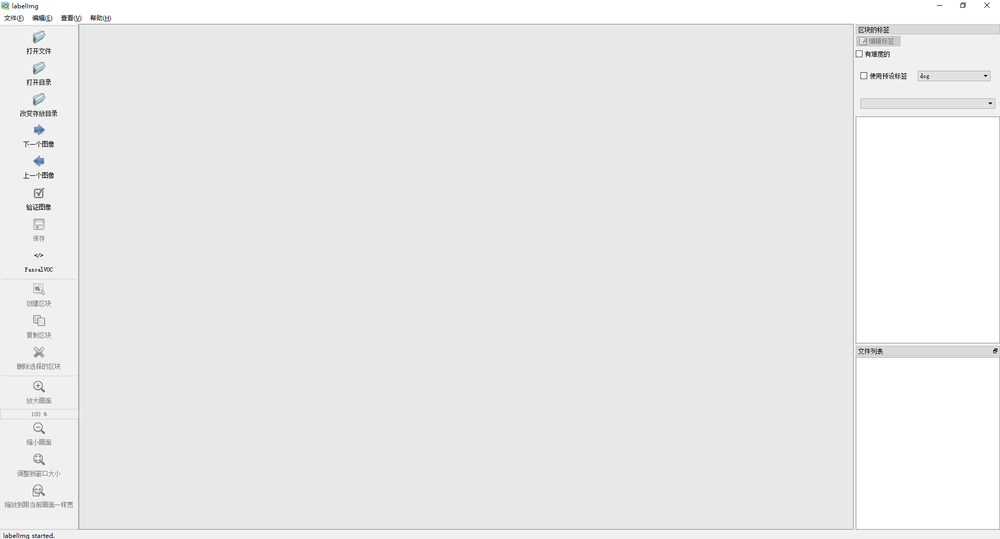 labelImg
文件(F) 编辑(E) 查看(V) 帮助(H)
打开文件
打开目录
改变存放目录
下一个图像
上一个图像
验证图像
保存
</>
PascalVOC
创建区块
复制区块
删除选择的区块
放大画面
100 %
缩小画面
调整到窗口大小
缩放到跟当前画面一样宽
区块的标签
编辑标签
有难度的
使用预设标签 dog
文件列表
labelImg started.